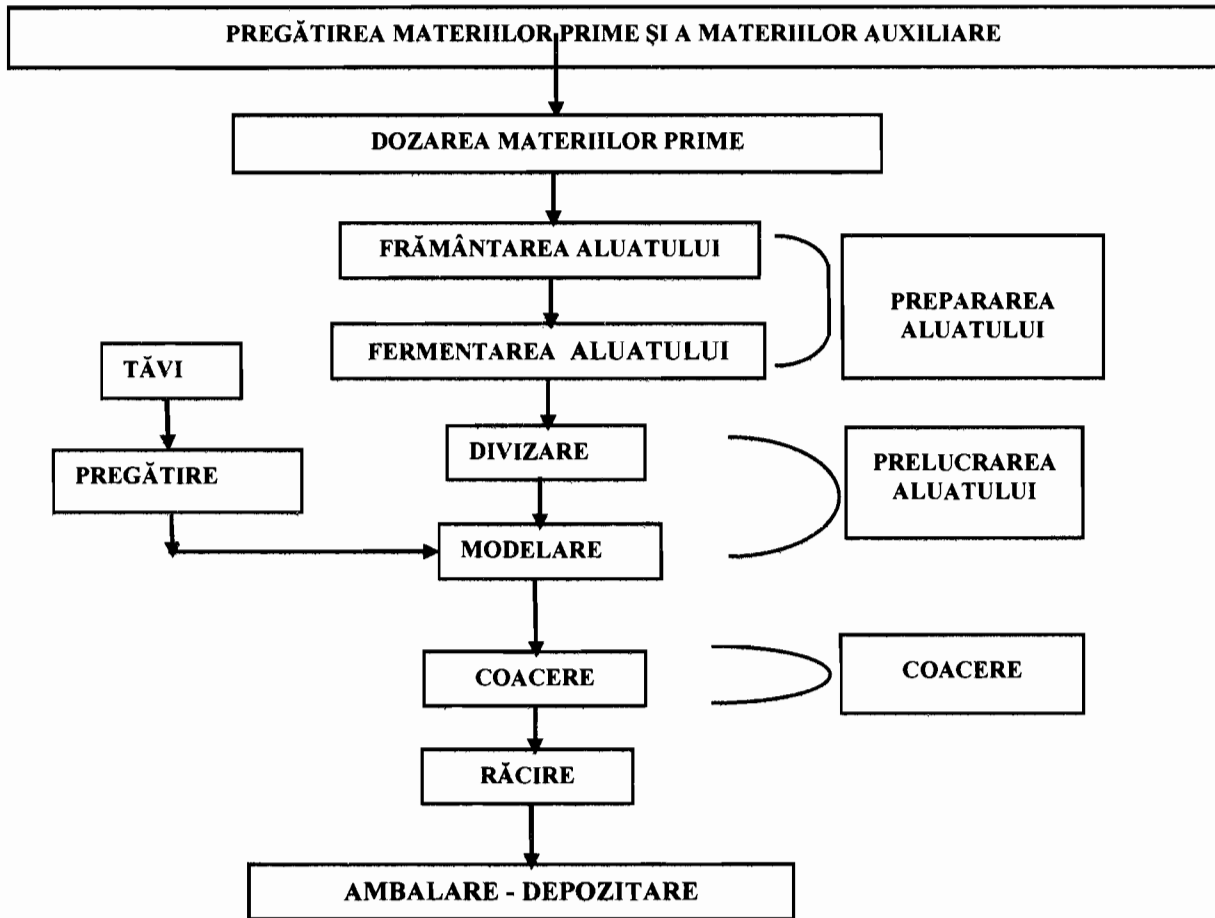 PREGĂTIREA MATERIILOR PRIME ȘI A MATERIILOR AUXILIARE
DOZAREA MATERIILOR PRIME
FRĂMÂNTAREA ALUATULUI
PREPARAREA
ALUATULUI
FERMENTAREA ALUATULUI
TĂVI
PREGĂTIRE
DIVIZARE
PRELUCRAREA
ALUATULUI
MODELARE
COACERE
COACERE
RĂCIRE
AMBALARE - DEPOZITARE